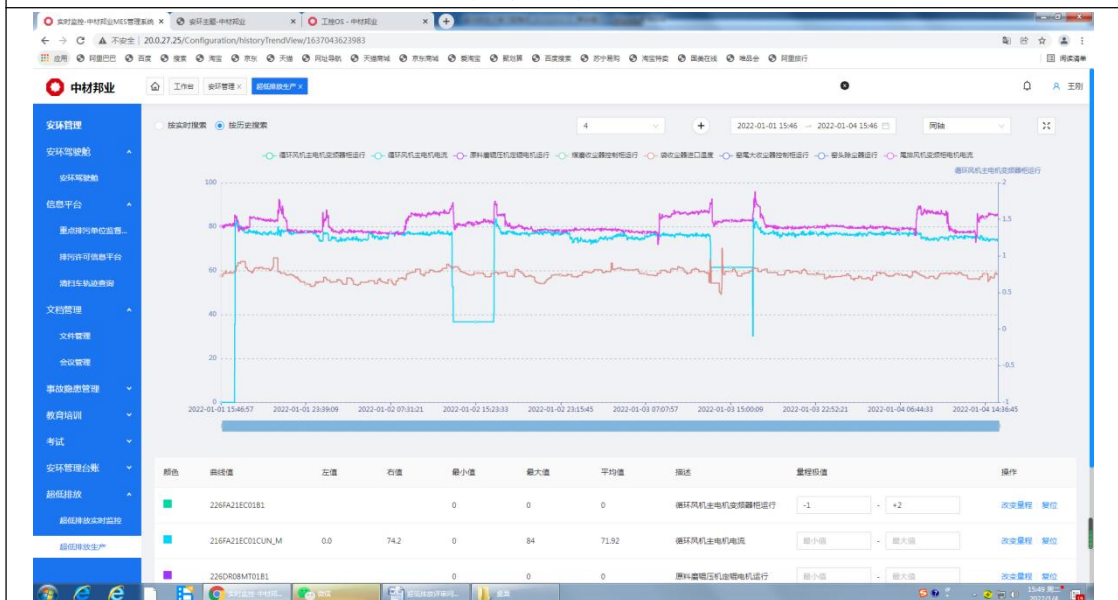 实时监控-中材邦业MES管理系统
安环主题-中材邦业
工控OS - 中材邦业
不安全 | 20.0.27.25/Configuration/historyTrendView/1637043623983
应用 阿里巴巴 百度 搜索 淘宝 京东 天猫 网址导航 天猫商城 京东商城 爱淘宝 聚划算 百度搜索 苏宁易购 淘宝特卖 国美在线 唯品会 阿里旅行 阅读清单
中材邦业 工作台 安环管理 × 超低排放生产 × 王刚
安环管理
安环驾驶舱
安环驾驶舱
信息平台
重点排污单位监督...
排污许可信息平台
清扫车轨迹查询
文档管理
文件管理
会议管理
事故隐患管理
教育培训
考试
安环管理台账
超低排放
超低排放实时监控
超低排放生产
按实时搜索 按历史搜索 4 + 2022-01-01 15:46 → 2022-01-04 15:46 同轴
循环风机主电机变频器柜运行 循环风机主电机电流 原料磨辊压机定辊电机运行 煤磨收尘器控制柜运行 袋收尘器进口温度 窑尾大收尘器控制柜运行 窑头除尘器运行 尾排风机变频柜电机电流
循环风机主电机变频器柜运行
100
80
60
40
20
0
2
1.5
1
0.5
0
-0.5
-1
2022-01-01 15:46:57 2022-01-01 23:39:09 2022-01-02 07:31:21 2022-01-02 15:23:33 2022-01-02 23:15:45 2022-01-03 07:07:57 2022-01-03 15:00:09 2022-01-03 22:52:21 2022-01-04 06:44:33 2022-01-04 14:36:45
颜色 曲线值 左值 右值 最小值 最大值 平均值 描述 量程极值 操作
226FA21EC01B1 0 0 0 循环风机主电机变频器柜运行 -1 - +2 改变量程 复位
216FA21EC01CUN_M 0.0 74.2 0 84 71.92 循环风机主电机电流 最小值 - 最大值 改变量程 复位
226DR08MT01B1 0 0 0 原料磨辊压机定辊电机运行 最小值 - 最大值 改变量程 复位
实时监控-中材邦... 微信
15:49 周二
2022/1/4